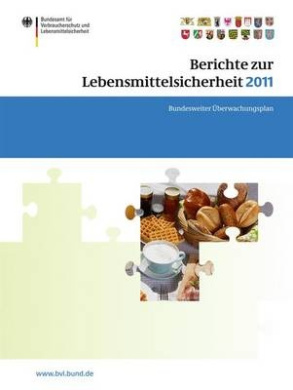 Bundesamt für
Verbraucherschutz und
Lebensmittelsicherheit
Berichte zur
Lebensmittelsicherheit 2011
Bundesweiter Überwachungsplan
www.bvl.bund.de